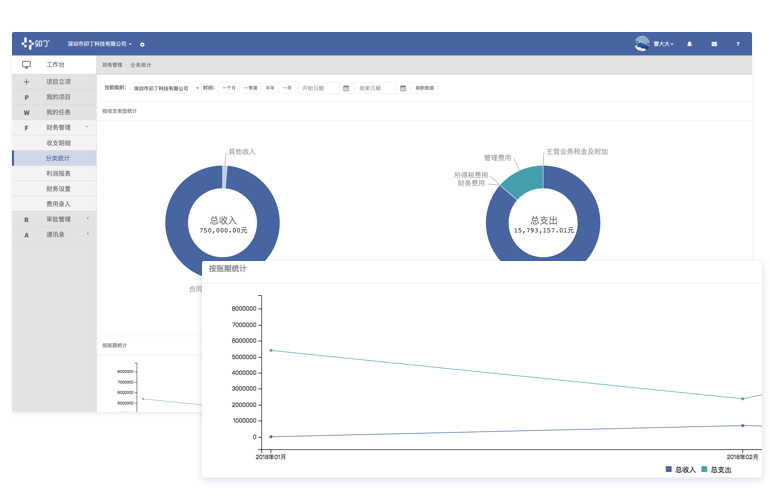 卯丁 深圳市卯丁科技有限公司 曹大大 ?
工作台 财务管理 分类统计
+ 项目立项
P 我的项目
W 我的任务
F 财务管理
收支明细
分类统计
利润报表
财务设置
费用录入
R 审批管理
A 通讯录
当前组织: 深圳市卯丁科技有限公司 时间: 一个月 一季度 半年 一年 开始日期 结束日期 刷新数据
按收支类型统计
其他收入
总收入
750,000.00元
合同
主营业务税金及附加
管理费用
所得税费用
财务费用
总支出
15,793,157.01元
按账期统计
8000000
7000000
6000000
5000000
按账期统计
8000000
7000000
6000000
5000000
4000000
3000000
2000000
1000000
0
2018年01月 2018年02月
总收入 总支出